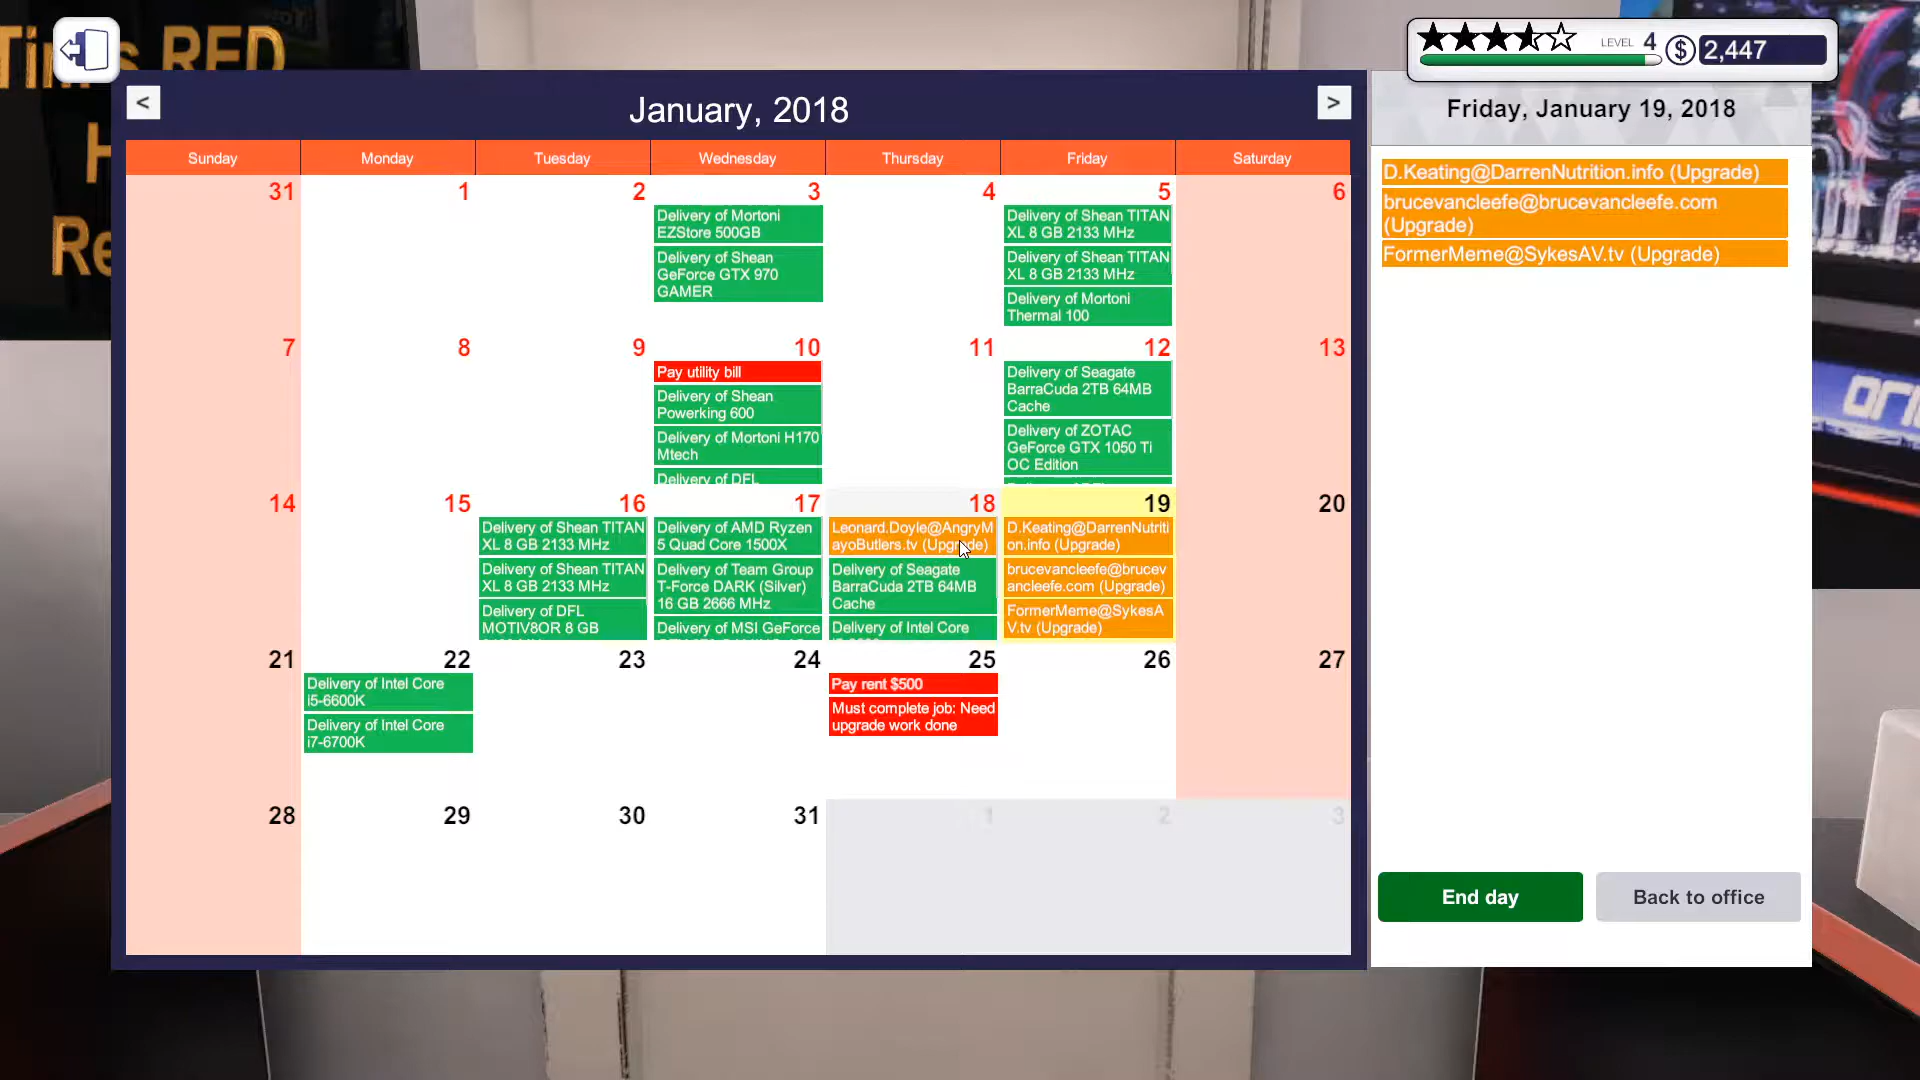 Tim's RED
H
Re
LEVEL 4
$ 2,447
< January, 2018 >
Friday, January 19, 2018
Sunday Monday Tuesday Wednesday Thursday Friday Saturday
31 1 2 3 4 5 6
Delivery of Mortoni
EZStore 500GB
Delivery of Shean
GeForce GTX 970
GAMER
Delivery of Shean TITAN
XL 8 GB 2133 MHz
Delivery of Shean TITAN
XL 8 GB 2133 MHz
Delivery of Mortoni
Thermal 100
7 8 9 10 11 12 13
Pay utility bill
Delivery of Shean
Powerking 600
Delivery of Mortoni H170
Mtech
Delivery of DFL
Delivery of Seagate
BarraCuda 2TB 64MB
Cache
Delivery of ZOTAC
GeForce GTX 1050 Ti
OC Edition
14 15 16 17 18 19 20
Delivery of Shean TITAN
XL 8 GB 2133 MHz
Delivery of Shean TITAN
XL 8 GB 2133 MHz
Delivery of DFL
MOTIV8OR 8 GB
Delivery of AMD Ryzen
5 Quad Core 1500X
Delivery of Team Group
T-Force DARK (Silver)
16 GB 2666 MHz
Delivery of MSI GeForce
Leonard.Doyle@AngryM
ayoButlers.tv (Upgrade)
Delivery of Seagate
BarraCuda 2TB 64MB
Cache
Delivery of Intel Core
D.Keating@DarrenNutriti
on.info (Upgrade)
brucevancleefe@brucev
ancleefe.com (Upgrade)
FormerMeme@SykesA
V.tv (Upgrade)
21 22 23 24 25 26 27
Delivery of Intel Core
i5-6600K
Delivery of Intel Core
i7-6700K
Pay rent $500
Must complete job: Need
upgrade work done
28 29 30 31 1 2 3
D.Keating@DarrenNutrition.info (Upgrade)
brucevancleefe@brucevancleefe.com
(Upgrade)
FormerMeme@SykesAV.tv (Upgrade)
End day
Back to office